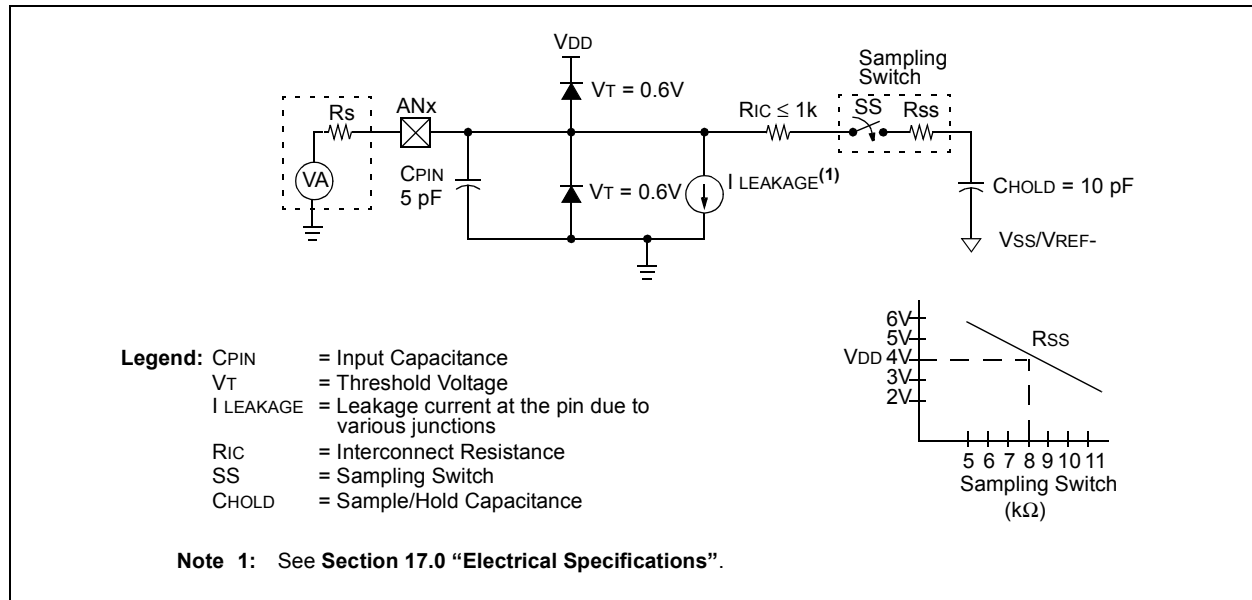 VDD
Sampling
Switch
VT = 0.6V
Rs
ANx
RIC ≤ 1k
SS
Rss
VA
CPIN
5 pF
VT = 0.6V
I LEAKAGE(1)
CHOLD = 10 pF
VSS/VREF-
6V
5V
VDD 4V
3V
2V
RSS
5 6 7 8 9 10 11
Sampling Switch
(kΩ)
Legend: CPIN = Input Capacitance
VT = Threshold Voltage
I LEAKAGE = Leakage current at the pin due to
various junctions
RIC = Interconnect Resistance
SS = Sampling Switch
CHOLD = Sample/Hold Capacitance
Note 1: See Section 17.0 “Electrical Specifications”.